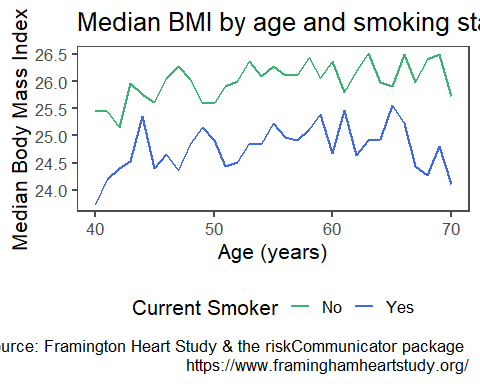 Median BMI by age and smoking sta
Median Body Mass Index
26.5
26.0
25.5
25.0
24.5
24.0
40 50 60 70
Age (years)
Current Smoker No Yes
urce: Framington Heart Study & the riskCommunicator package
https://www.framinghamheartstudy.org/